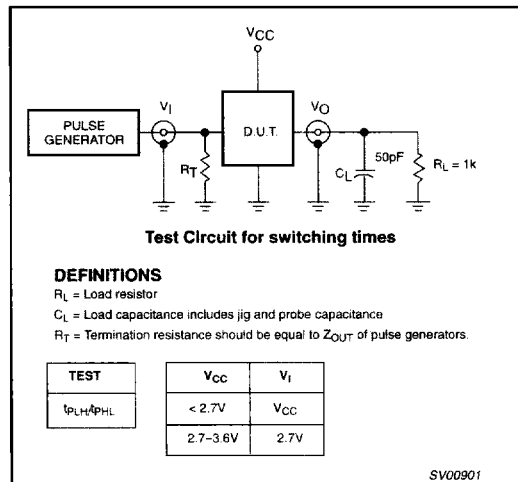 VCC
PULSE GENERATOR
VI
D.U.T.
VO
RT
50pF
CL
RL = 1k
Test Circuit for switching times
DEFINITIONS
RL = Load resistor
CL = Load capacitance includes jig and probe capacitance
RT = Termination resistance should be equal to ZOUT of pulse generators.
TEST
tPLH/tPHL
VCC VI
< 2.7V VCC
2.7–3.6V 2.7V
SV00901